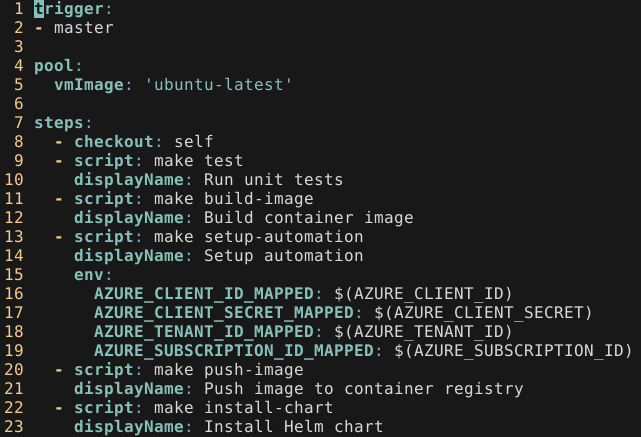 1 trigger:
2 - master
3
4 pool:
5   vmImage: 'ubuntu-latest'
6
7 steps:
8   - checkout: self
9   - script: make test
10     displayName: Run unit tests
11   - script: make build-image
12     displayName: Build container image
13   - script: make setup-automation
14     displayName: Setup automation
15     env:
16       AZURE_CLIENT_ID_MAPPED: $(AZURE_CLIENT_ID)
17       AZURE_CLIENT_SECRET_MAPPED: $(AZURE_CLIENT_SECRET)
18       AZURE_TENANT_ID_MAPPED: $(AZURE_TENANT_ID)
19       AZURE_SUBSCRIPTION_ID_MAPPED: $(AZURE_SUBSCRIPTION_ID)
20   - script: make push-image
21     displayName: Push image to container registry
22   - script: make install-chart
23     displayName: Install Helm chart